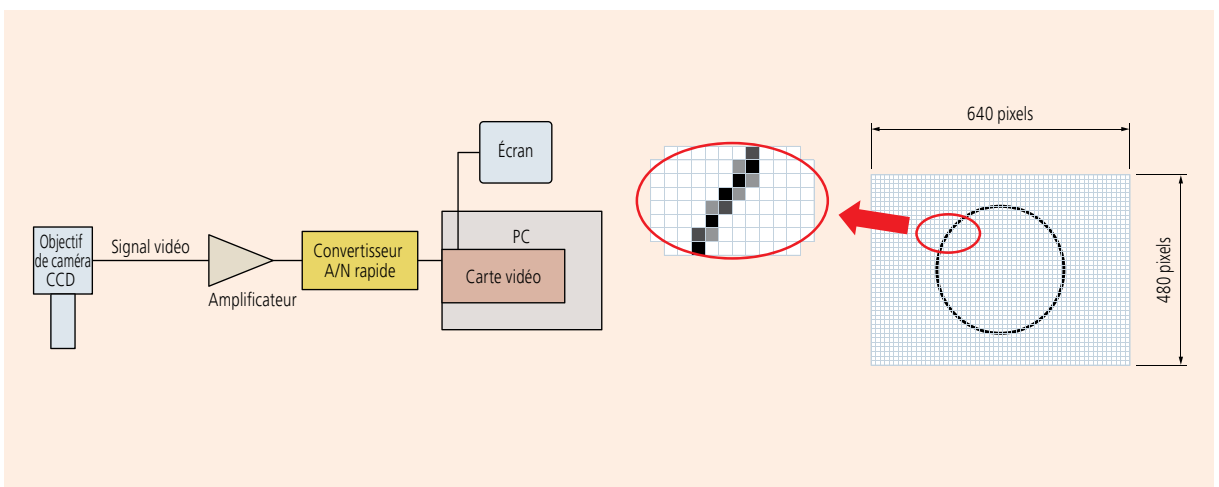 Objectif
de caméra
CCD
Signal vidéo
Amplificateur
Convertisseur
A/N rapide
Écran
PC
Carte vidéo
640 pixels
480 pixels